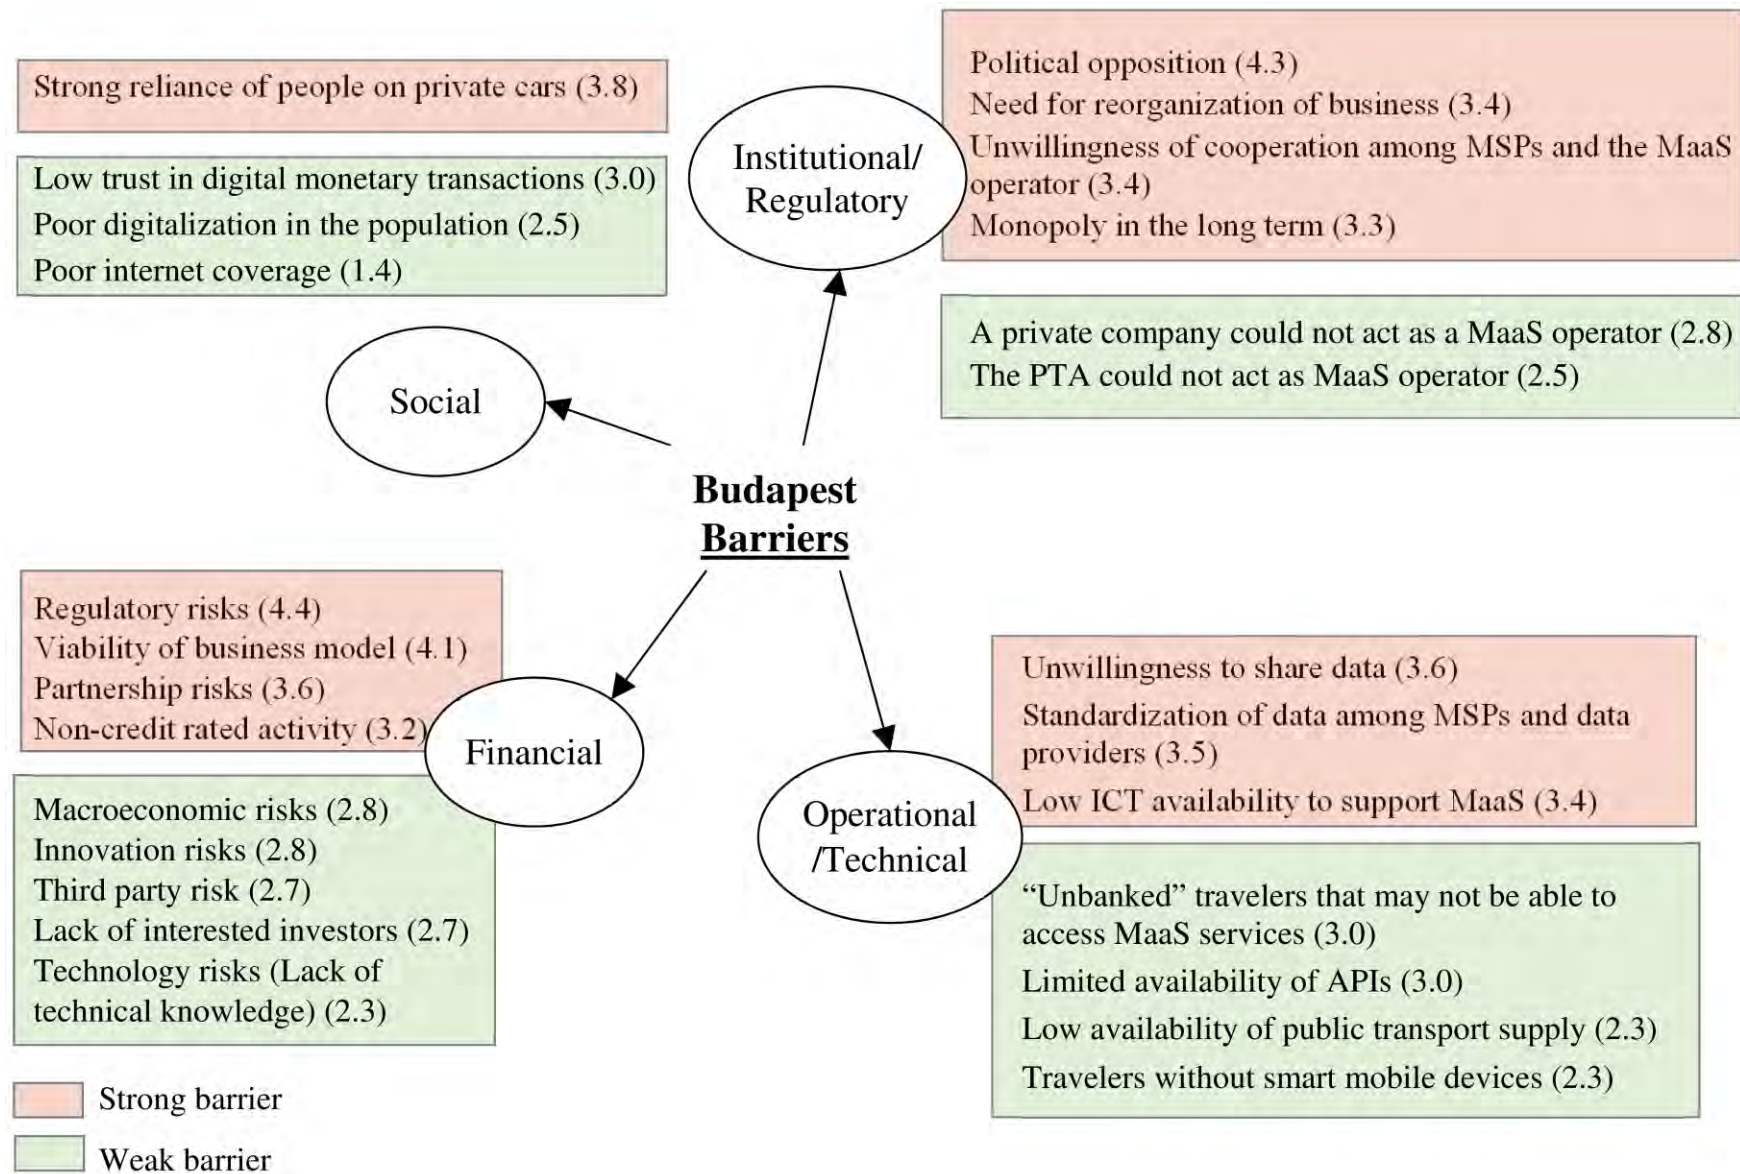 Strong reliance of people on private cars (3.8)
Low trust in digital monetary transactions (3.0)
Poor digitalization in the population (2.5)
Poor internet coverage (1.4)
Social
Institutional/
Regulatory
Political opposition (4.3)
Need for reorganization of business (3.4)
Unwillingness of cooperation among MSPs and the MaaS
operator (3.4)
Monopoly in the long term (3.3)
A private company could not act as a MaaS operator (2.8)
The PTA could not act as MaaS operator (2.5)
Budapest
Barriers
Regulatory risks (4.4)
Viability of business model (4.1)
Partnership risks (3.6)
Non-credit rated activity (3.2)
Financial
Macroeconomic risks (2.8)
Innovation risks (2.8)
Third party risk (2.7)
Lack of interested investors (2.7)
Technology risks (Lack of
technical knowledge) (2.3)
Operational
/Technical
Unwillingness to share data (3.6)
Standardization of data among MSPs and data
providers (3.5)
Low ICT availability to support MaaS (3.4)
“Unbanked” travelers that may not be able to
access MaaS services (3.0)
Limited availability of APIs (3.0)
Low availability of public transport supply (2.3)
Travelers without smart mobile devices (2.3)
Strong barrier
Weak barrier